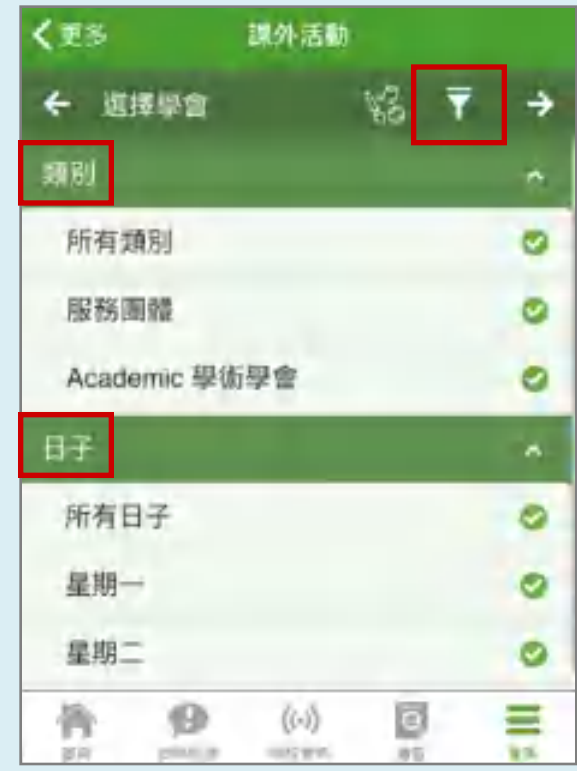 更多 課外活動
選擇學會
類別
所有類別
服務團體
Academic 學術學會
日子
所有日子
星期一
星期二